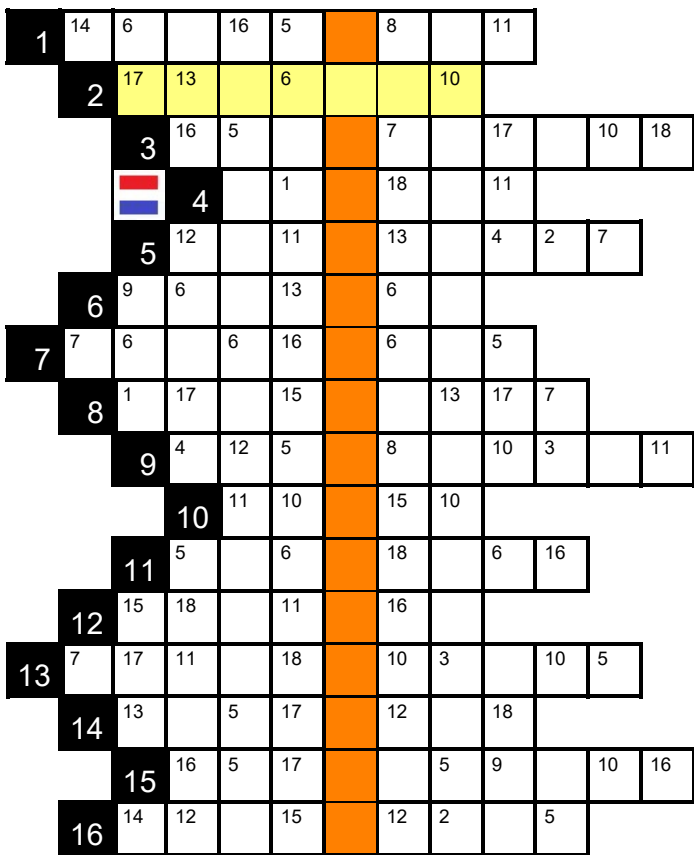 1 14 6 16 5 8 11
2 17 13 6 10
3 16 5 7 17 10 18
4 1 18 11
5 12 11 13 4 2 7
6 9 6 13 6
7 7 6 6 16 6 5
8 1 17 15 13 17 7
9 4 12 5 8 10 3 11
10 11 10 15 10
11 5 6 18 6 16
12 15 18 11 16
13 7 17 11 18 10 3 10 5
14 13 5 17 12 18
15 16 5 17 5 9 10 16
16 14 12 15 12 2 5